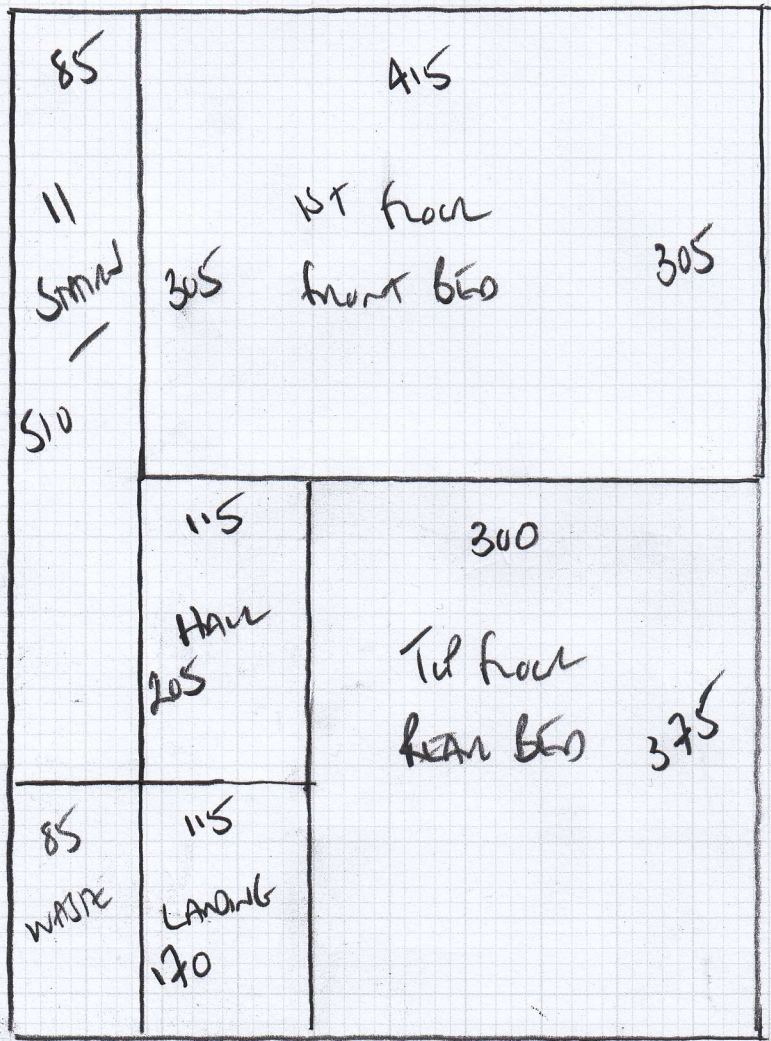 85
11
STAIRS
510
415
1ST floor
front BED
305
305
115
HALL
205
300
Top floor
REAR BED
375
85
WASTE
115
LANDING
170